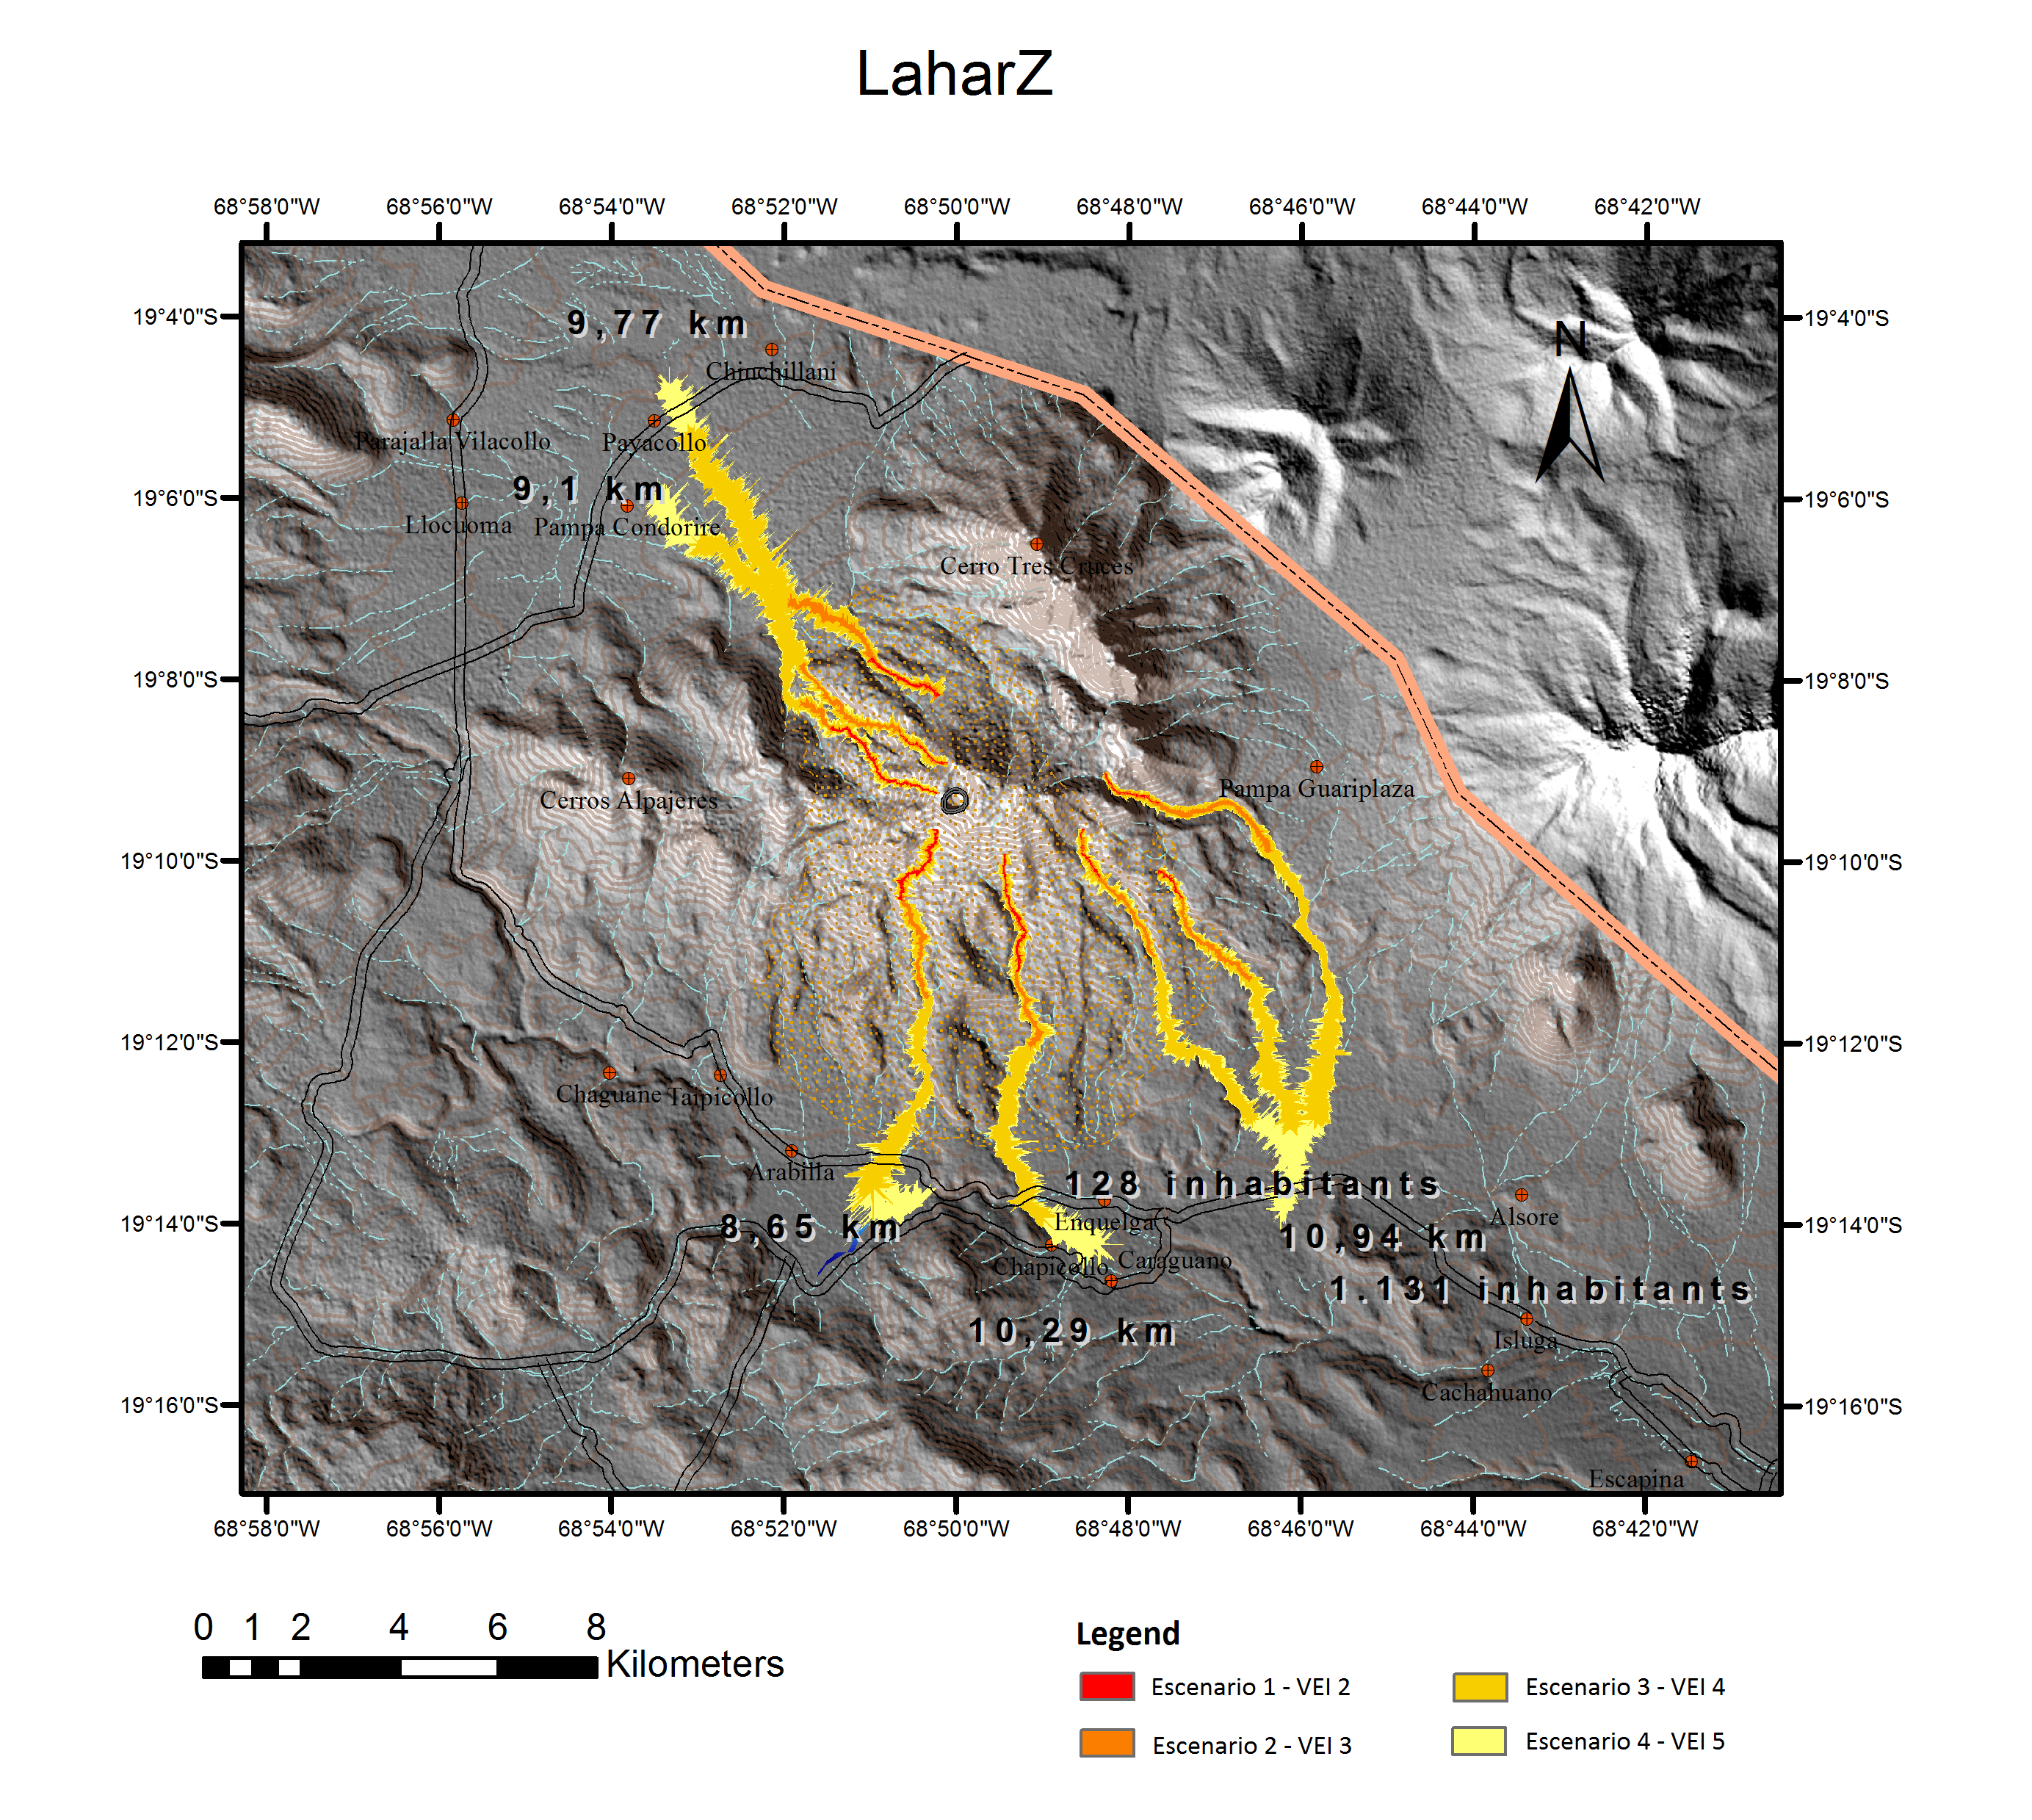 LaharZ
68°58'0"W 68°56'0"W 68°54'0"W 68°52'0"W 68°50'0"W 68°48'0"W 68°46'0"W 68°44'0"W 68°42'0"W
19°4'0"S 19°4'0"S
9,77 km
N
Chinchillani
Parajalla Vilacollo
Payacollo
9,1 km
19°6'0"S 19°6'0"S
Llocuoma
Pampa Condorire
Cerro Tres Cruces
19°8'0"S 19°8'0"S
Pampa Guariplaza
Cerros Alpajeres
19°10'0"S 19°10'0"S
19°12'0"S 19°12'0"S
Chaguane
Taipicollo
Arabilla
128 inhabitants
Alsore
19°14'0"S 19°14'0"S
8,65 km
Enquelga
10,94 km
Chapicollo
Caraguano
1.131 inhabitants
10,29 km
Isluga
Cachahuano
19°16'0"S 19°16'0"S
Escapina
68°58'0"W 68°56'0"W 68°54'0"W 68°52'0"W 68°50'0"W 68°48'0"W 68°46'0"W 68°44'0"W 68°42'0"W
0 1 2 4 6 8
Kilometers
Legend
Escenario 1 - VEI 2
Escenario 2 - VEI 3
Escenario 3 - VEI 4
Escenario 4 - VEI 5